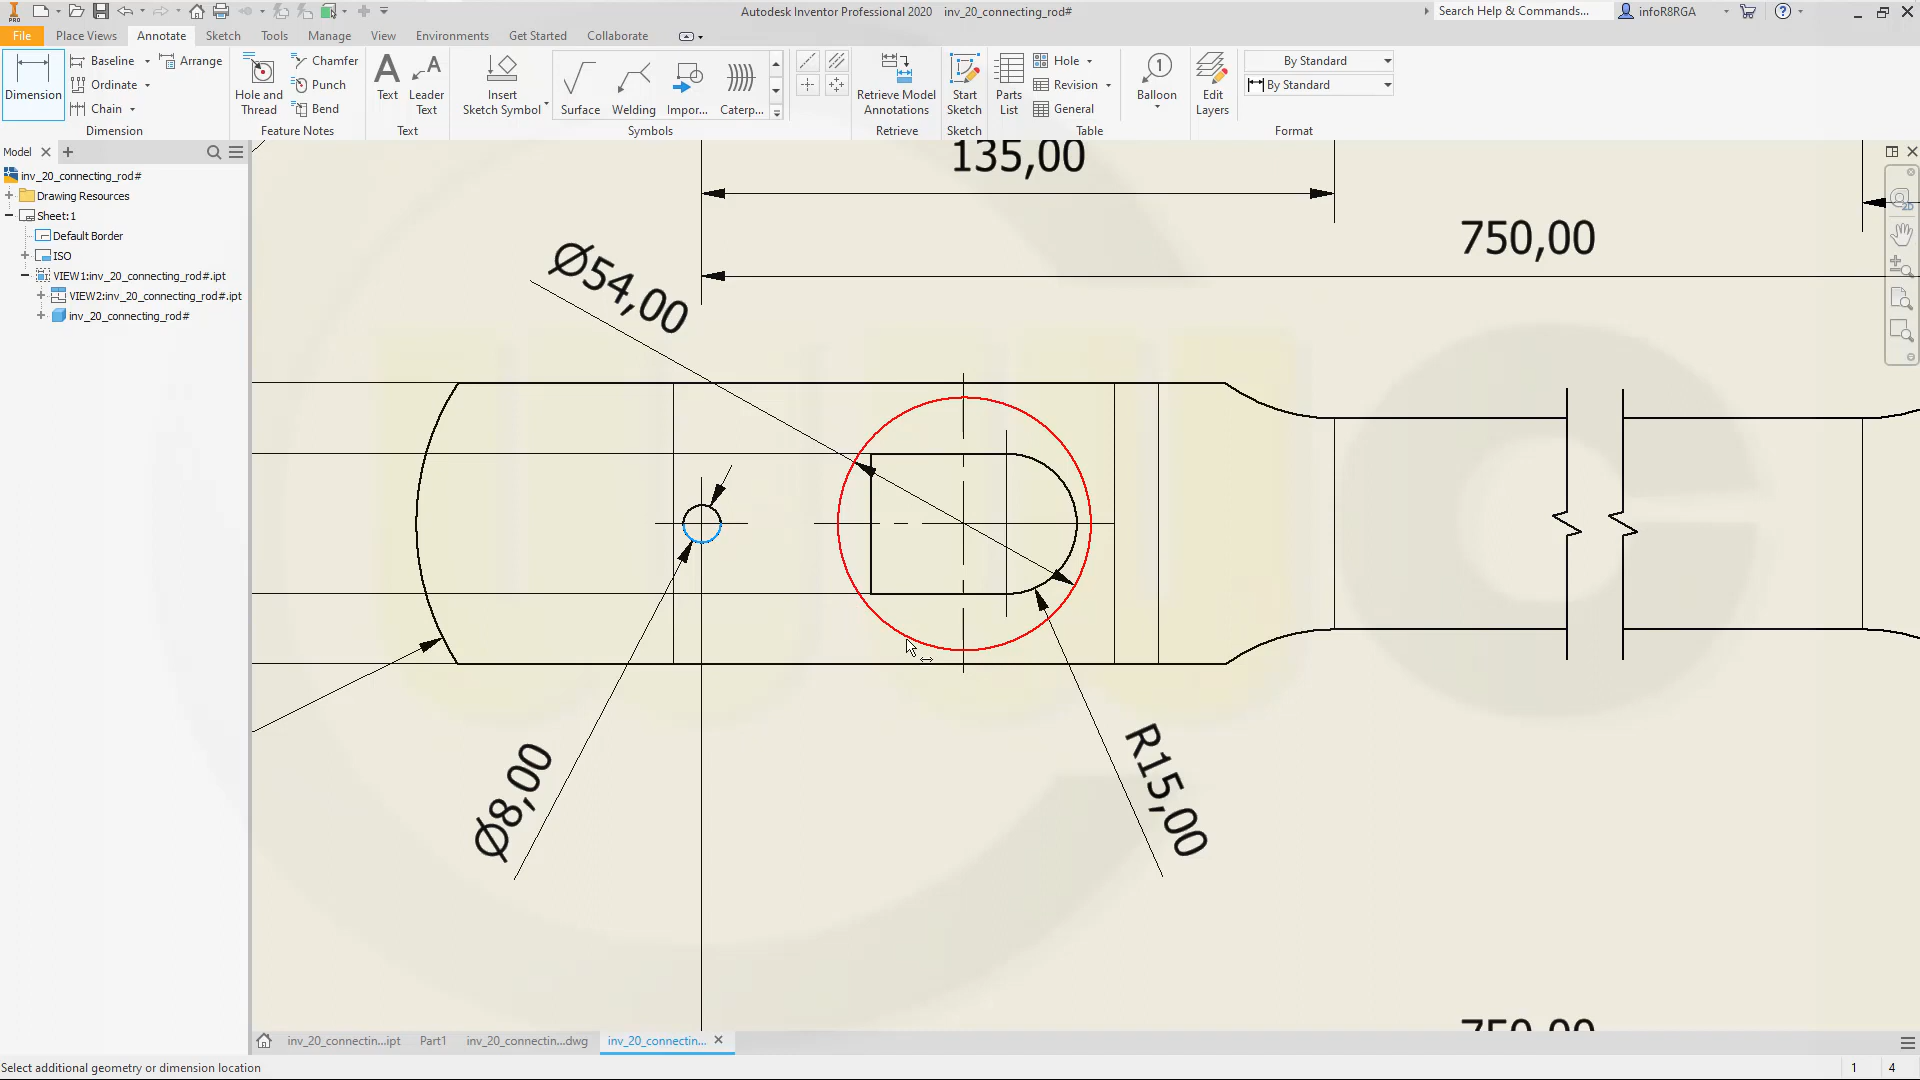 PRO
Autodesk Inventor Professional 2020 inv_20_connecting_rod#
Search Help & Commands...
infoR8RGA
File Place Views Annotate Sketch Tools Manage View Environments Get Started Collaborate
Dimension
Baseline
Ordinate
Chain
Arrange
Dimension
Hole and
Thread
Chamfer
Punch
Bend
Feature Notes
Text
Leader
Text
Text
Insert
Sketch Symbol
Surface
Welding
Impor...
Caterp...
Symbols
Retrieve Model
Annotations
Retrieve
Start
Sketch
Sketch
Parts
List
Hole
Revision
General
Table
1
Balloon
Edit
Layers
By Standard
By Standard
Format
Model
inv_20_connecting_rod#
Drawing Resources
Sheet:1
Default Border
ISO
VIEW1:inv_20_connecting_rod#.ipt
VIEW2:inv_20_connecting_rod#.ipt
inv_20_connecting_rod#
135,00
750,00
Ø54,00
Ø8,00
R15,00
750,00
2D
inv_20_connectin...ipt
Part1
inv_20_connectin...dwg
inv_20_connectin...
Select additional geometry or dimension location
1 4